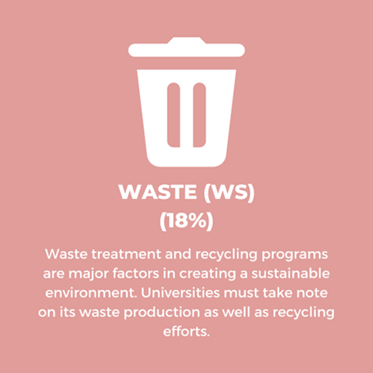 WASTE (WS)
(18%)
Waste treatment and recycling programs
are major factors in creating a sustainable
environment. Universities must take note
on its waste production as well as recycling
efforts.